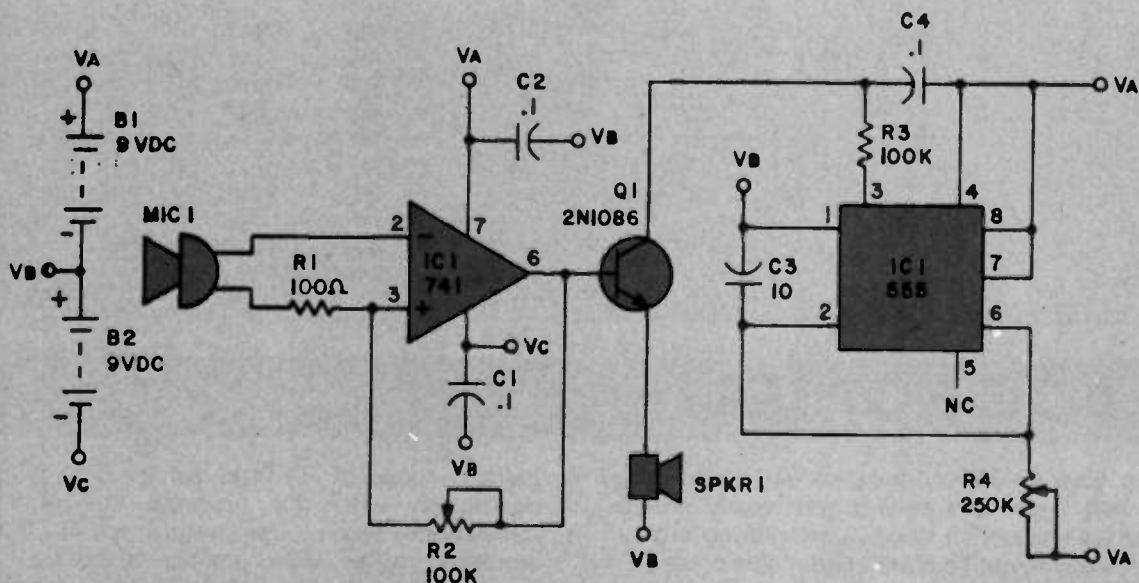 VA
+
B1
9VDC
-
VB
+
B2
9VDC
-
VC
MIC 1
R1
100Ω
2
-
3
+
7
IC1
741
6
VA
C2
.1
VB
VC
C1
.1
VB
R2
100K
Q1
2N1086
SPKR1
VB
C4
.1
VA
R3
100K
VB
C3
10
1
2
3
4
8
7
6
5
IC1
555
NC
R4
250K
VA